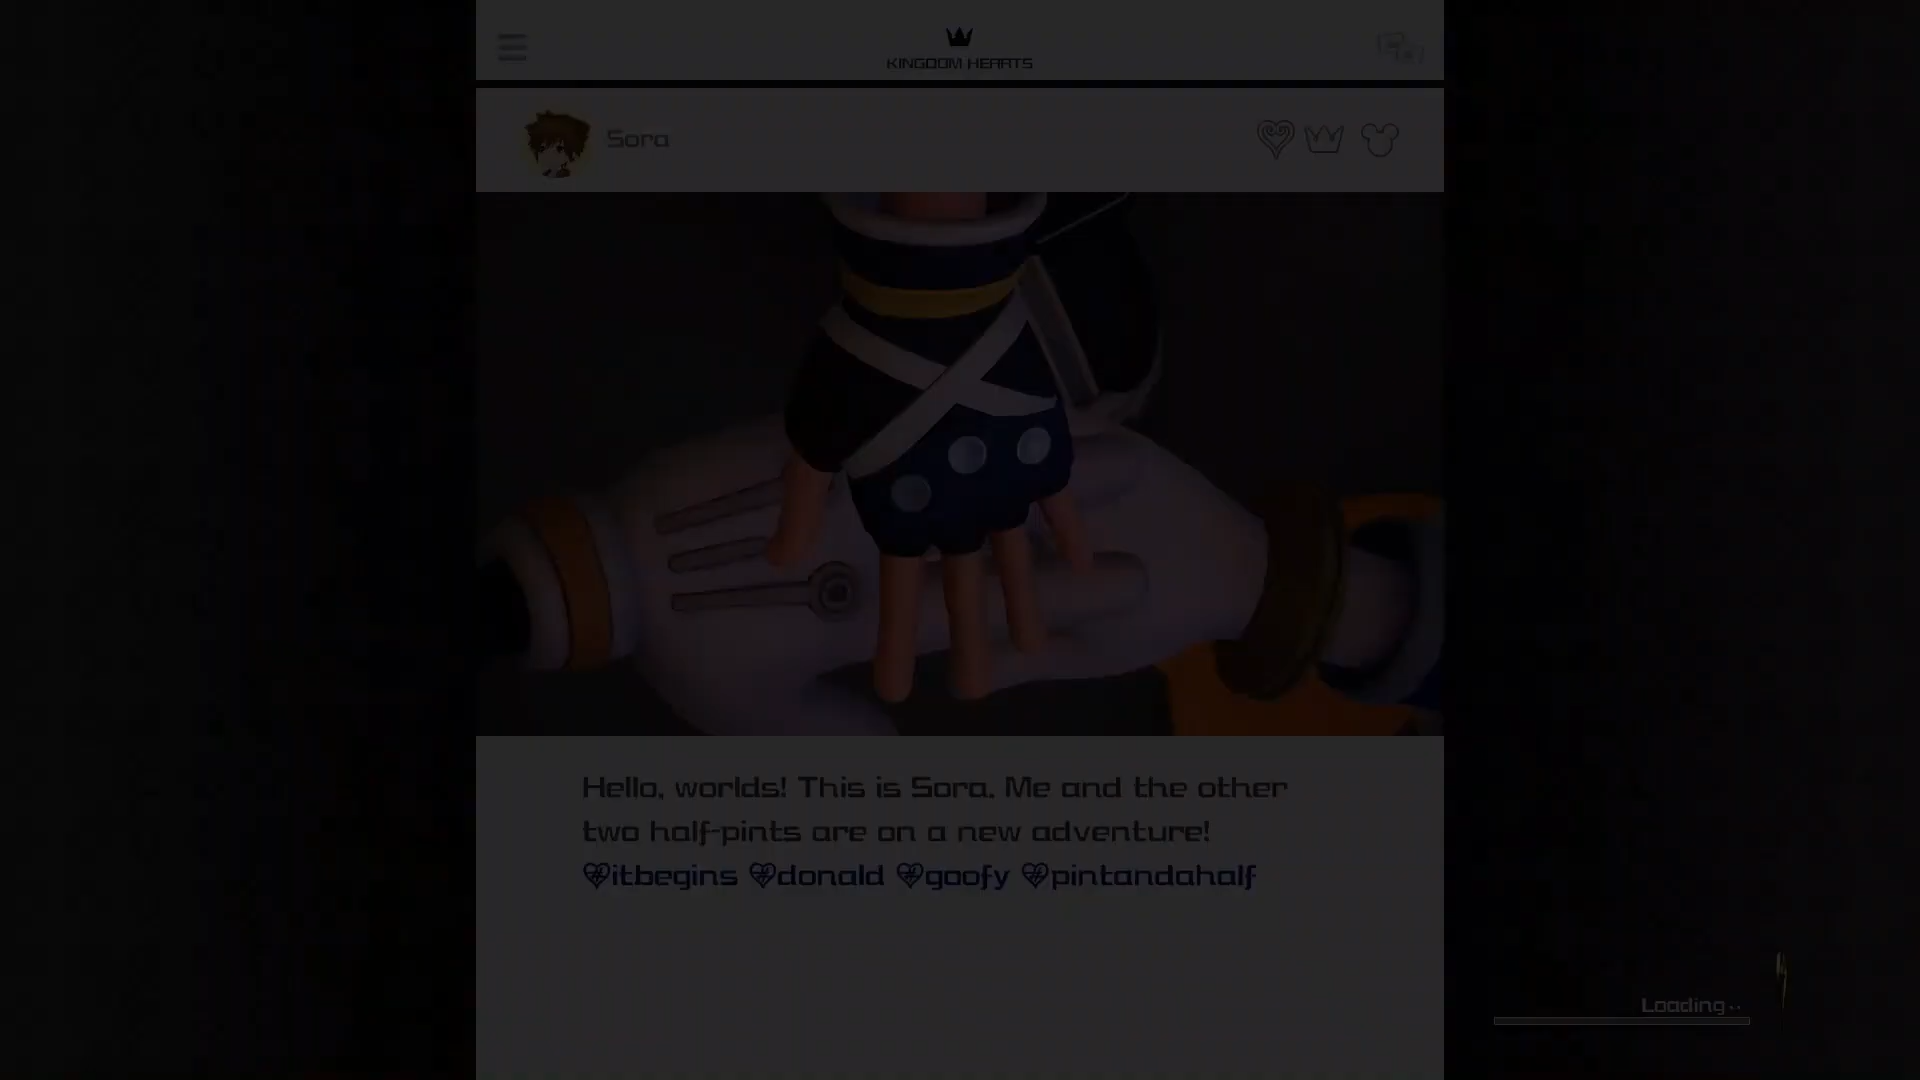 KINGDOM HEARTS
Sora
Hello, worlds! This is Sora. Me and the other
two half-pints are on a new adventure!
#itbegins #donald #goofy #pintandahalf
Loading..